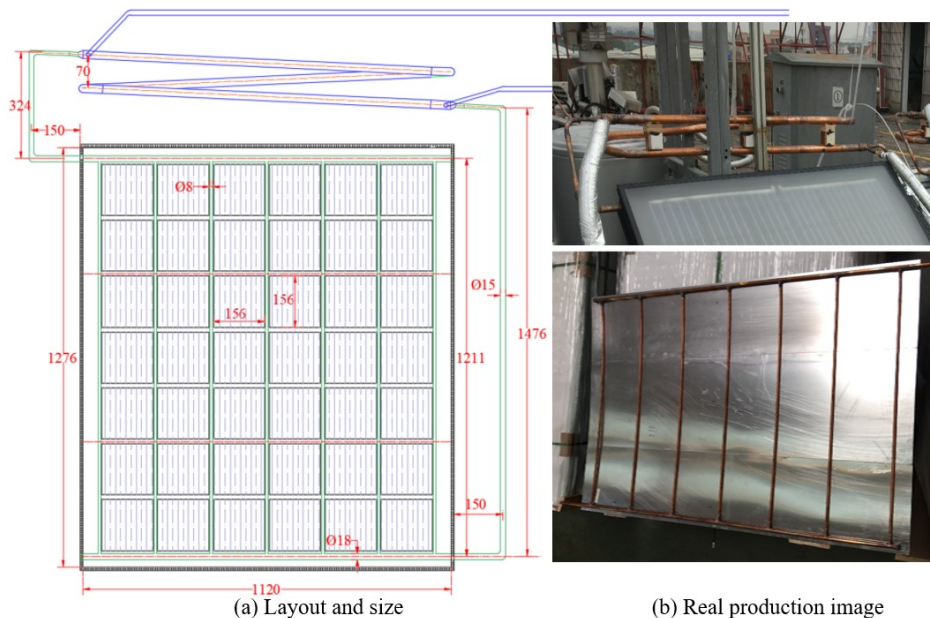 70
324
150
Ø8
156
156
Ø15
1476
1276
1211
150
Ø18
1120
(a) Layout and size
(b) Real production image